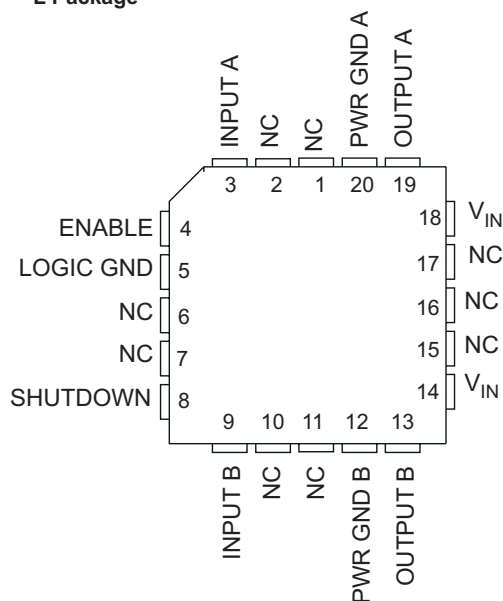 L Package
INPUT A
NC
NC
PWR GND A
OUTPUT A
3 2 1 20 19
ENABLE 4
LOGIC GND 5
NC 6
NC 7
SHUTDOWN 8
18 VIN
17 NC
16 NC
15 NC
14 VIN
9 10 11 12 13
INPUT B
NC
NC
PWR GND B
OUTPUT B